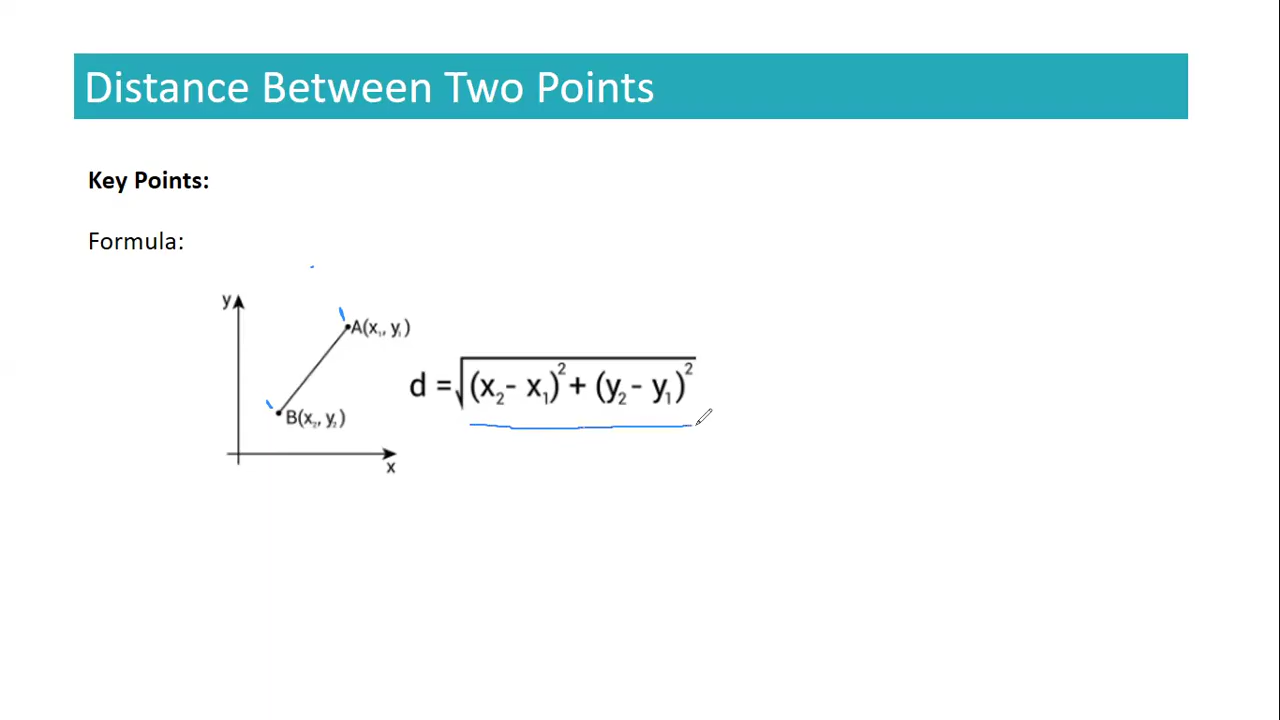 Distance Between Two Points
Key Points:
Formula:
y
A(x₁, y₁)
d = √(x₂ - x₁)² + (y₂ - y₁)²
B(x₂, y₂)
x